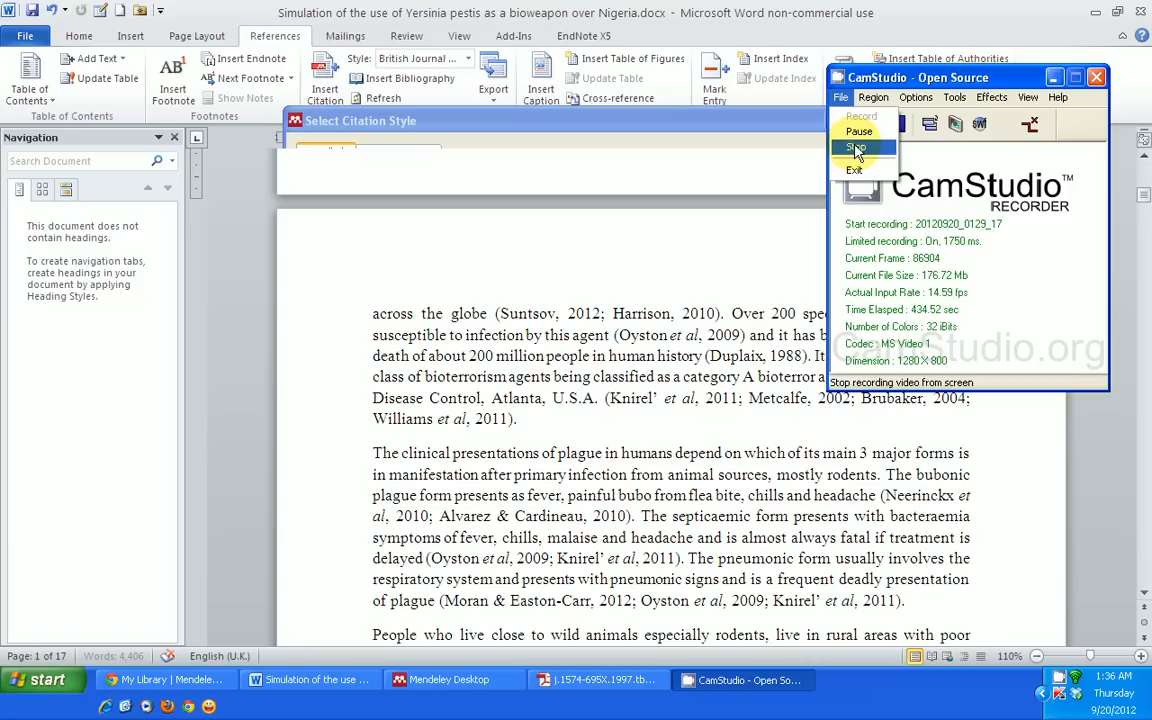 Simulation of the use of Yersinia pestis as a bioweapon over Nigeria.docx - Microsoft Word non-commercial use
File Home Insert Page Layout References Mailings Review View Add-Ins EndNote X5
Add Text
Update Table
Table of
Contents
Table of Contents
AB
Insert
Footnote
Insert Endnote
Next Footnote
Show Notes
Footnotes
Insert
Citation
Style: British Journal ...
Insert Bibliography
Refresh
Export
Insert
Caption
Insert Table of Figures
Update Table
Cross-reference
Mark
Entry
Insert Index
Update Index
Insert Table of Authorities
Select Citation Style
Navigation
Search Document
This document does not
contain headings.
To create navigation tabs,
create headings in your
document by applying
Heading Styles.
CamStudio - Open Source
File Region Options Tools Effects View Help
Record
Pause
Stop
Exit
swf
CamStudio™
RECORDER
Start recording : 20120920_0129_17
Limited recording : On, 1750 ms.
Current Frame : 86904
Current File Size : 176.72 Mb
Actual Input Rate : 14.59 fps
Time Elasped : 434.52 sec
Number of Colors : 32 iBits
Codec : MS Video 1
Dimension : 1280 X 800
CamStudio.org
Stop recording video from screen
across the globe (Suntsov, 2012; Harrison, 2010). Over 200 spe
susceptible to infection by this agent (Oyston et al, 2009) and it has b
death of about 200 million people in human history (Duplaix, 1988). It
class of bioterrorism agents being classified as a category A bioterror a
Disease Control, Atlanta, U.S.A. (Knirel’ et al, 2011; Metcalfe, 2002; Brubaker, 2004;
Williams et al, 2011).
The clinical presentations of plague in humans depend on which of its main 3 major forms is
in manifestation after primary infection from animal sources, mostly rodents. The bubonic
plague form presents as fever, painful bubo from flea bite, chills and headache (Neerinckx et
al, 2010; Alvarez & Cardineau, 2010). The septicaemic form presents with bacteraemia
symptoms of fever, chills, malaise and headache and is almost always fatal if treatment is
delayed (Oyston et al, 2009; Knirel’ et al, 2011). The pneumonic form usually involves the
respiratory system and presents with pneumonic signs and is a frequent deadly presentation
of plague (Moran & Easton-Carr, 2012; Oyston et al, 2009; Knirel’ et al, 2011).
People who live close to wild animals especially rodents, live in rural areas with poor
Page: 1 of 17 Words: 4,406 English (U.K.) 110%
start My Library | Mendele... Simulation of the use ... Mendeley Desktop j.1574-695X.1997.tb... CamStudio - Open So...
1:36 AM
Thursday
9/20/2012